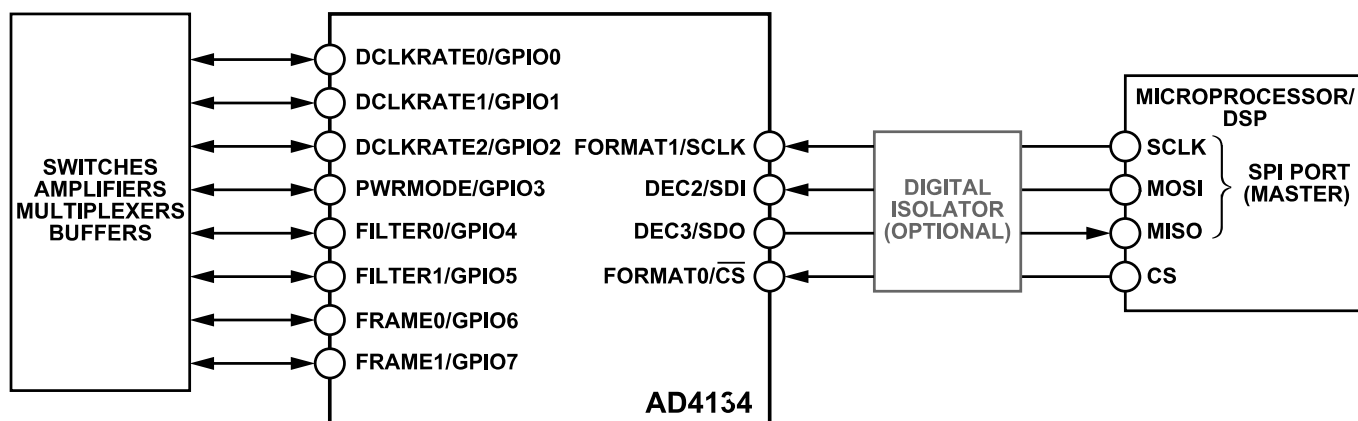 SWITCHES
AMPLIFIERS
MULTIPLEXERS
BUFFERS
DCLKRATE0/GPIO0
DCLKRATE1/GPIO1
DCLKRATE2/GPIO2
PWRMODE/GPIO3
FILTER0/GPIO4
FILTER1/GPIO5
FRAME0/GPIO6
FRAME1/GPIO7
FORMAT1/SCLK
DEC2/SDI
DEC3/SDO
FORMAT0/C̅S̅
AD4134
DIGITAL
ISOLATOR
(OPTIONAL)
MICROPROCESSOR/
DSP
SCLK
MOSI
MISO
CS
SPI PORT
(MASTER)